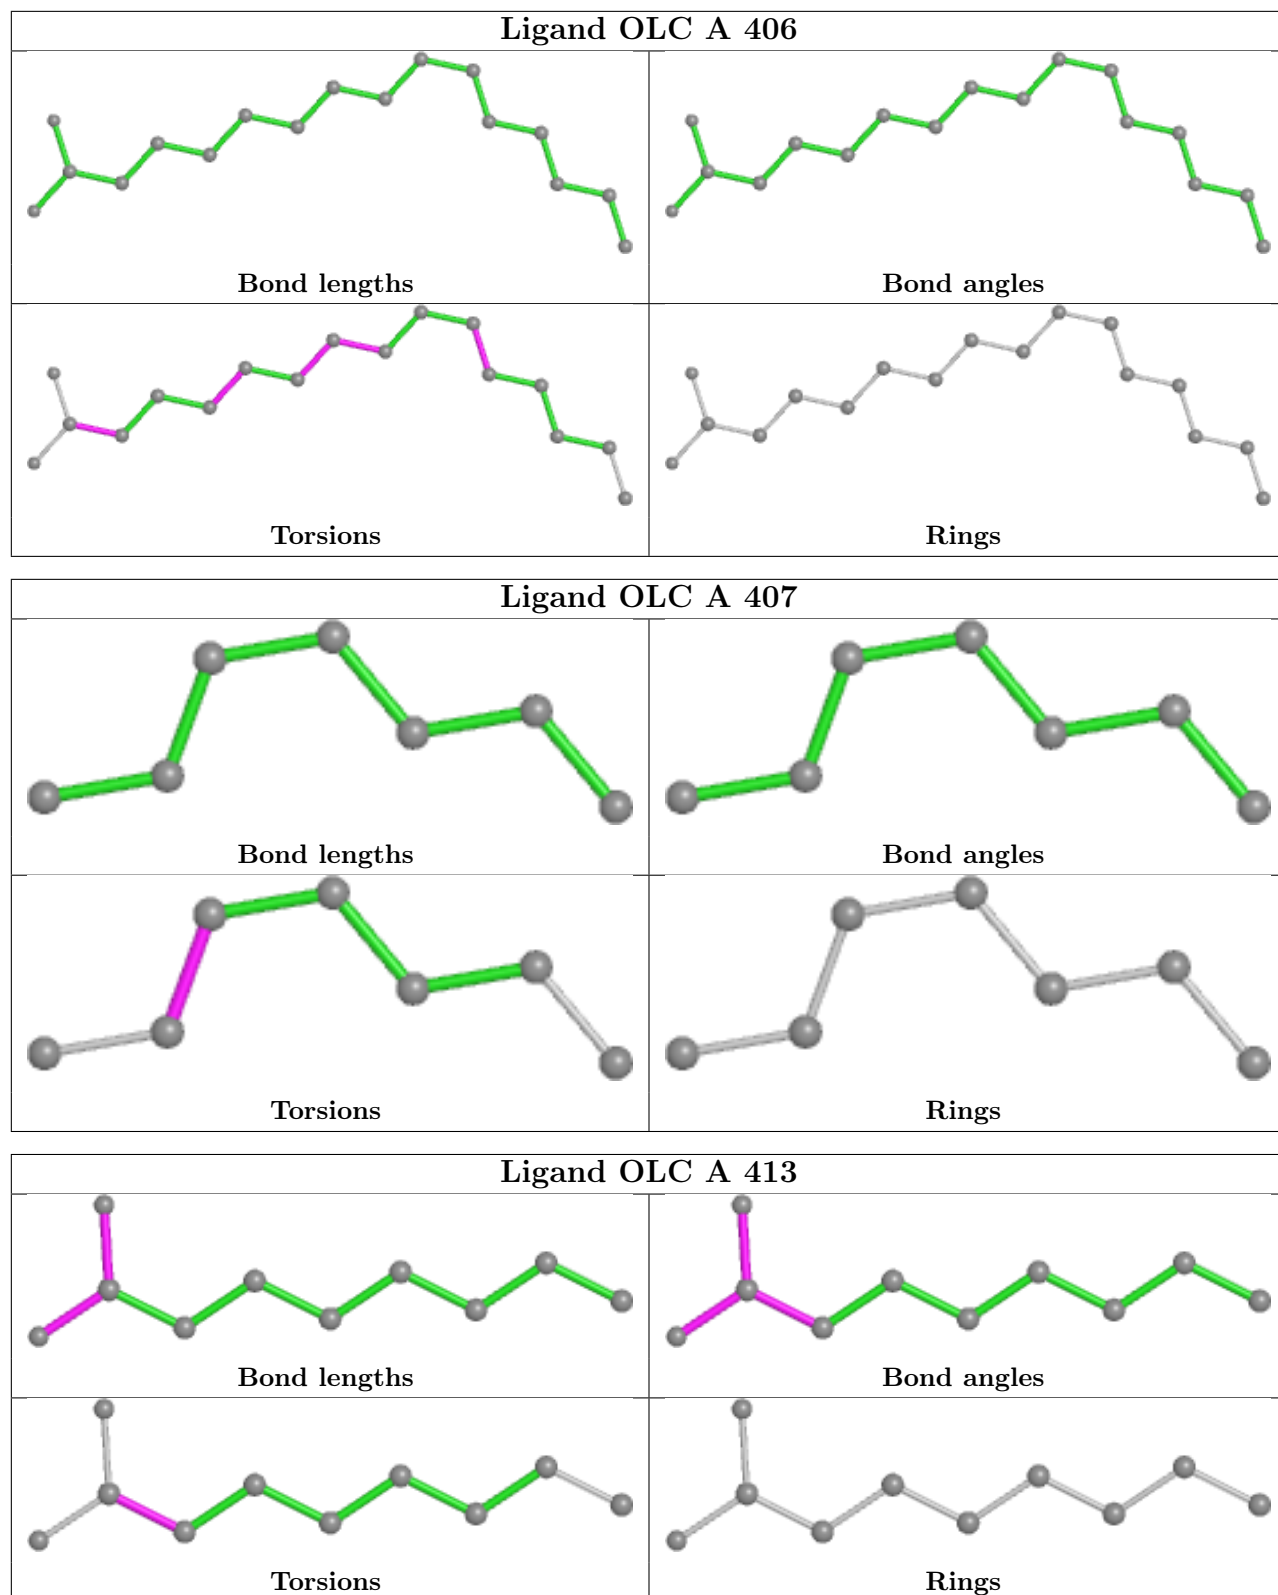 Ligand OLC A 406
Bond lengths
Bond angles
Torsions
Rings
Ligand OLC A 407
Bond lengths
Bond angles
Torsions
Rings
Ligand OLC A 413
Bond lengths
Bond angles
Torsions
Rings